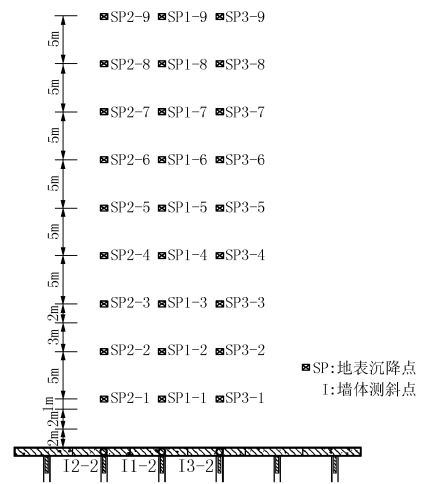 SP2-9 SP1-9 SP3-9
5m
SP2-8 SP1-8 SP3-8
5m
SP2-7 SP1-7 SP3-7
5m
SP2-6 SP1-6 SP3-6
5m
SP2-5 SP1-5 SP3-5
5m
SP2-4 SP1-4 SP3-4
5m
SP2-3 SP1-3 SP3-3
2m
3m
SP2-2 SP1-2 SP3-2
5m
SP:地表沉降点
I:墙体测斜点
SP2-1 SP1-1 SP3-1
1m
2m
2m
I2-2 I1-2 I3-2